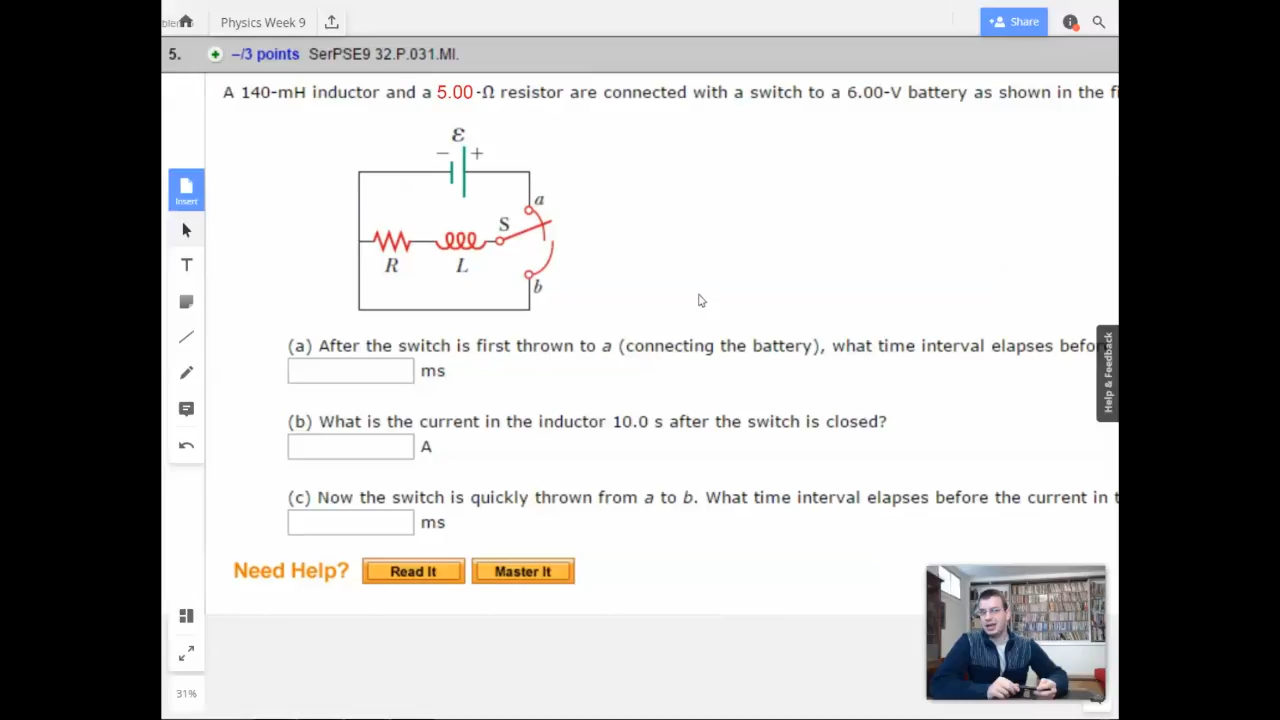 Physics Week 9
Share
5. –/3 points SerPSE9 32.P.031.MI.
A 140-mH inductor and a 5.00-Ω resistor are connected with a switch to a 6.00-V battery as shown in the
ε
− +
a
S
R L
b
Insert
T
(a) After the switch is first thrown to a (connecting the battery), what time interval elapses
ms
(b) What is the current in the inductor 10.0 s after the switch is closed?
A
(c) Now the switch is quickly thrown from a to b. What time interval elapses before the current in
ms
Need Help? Read It Master It
Help & Feedback
31%